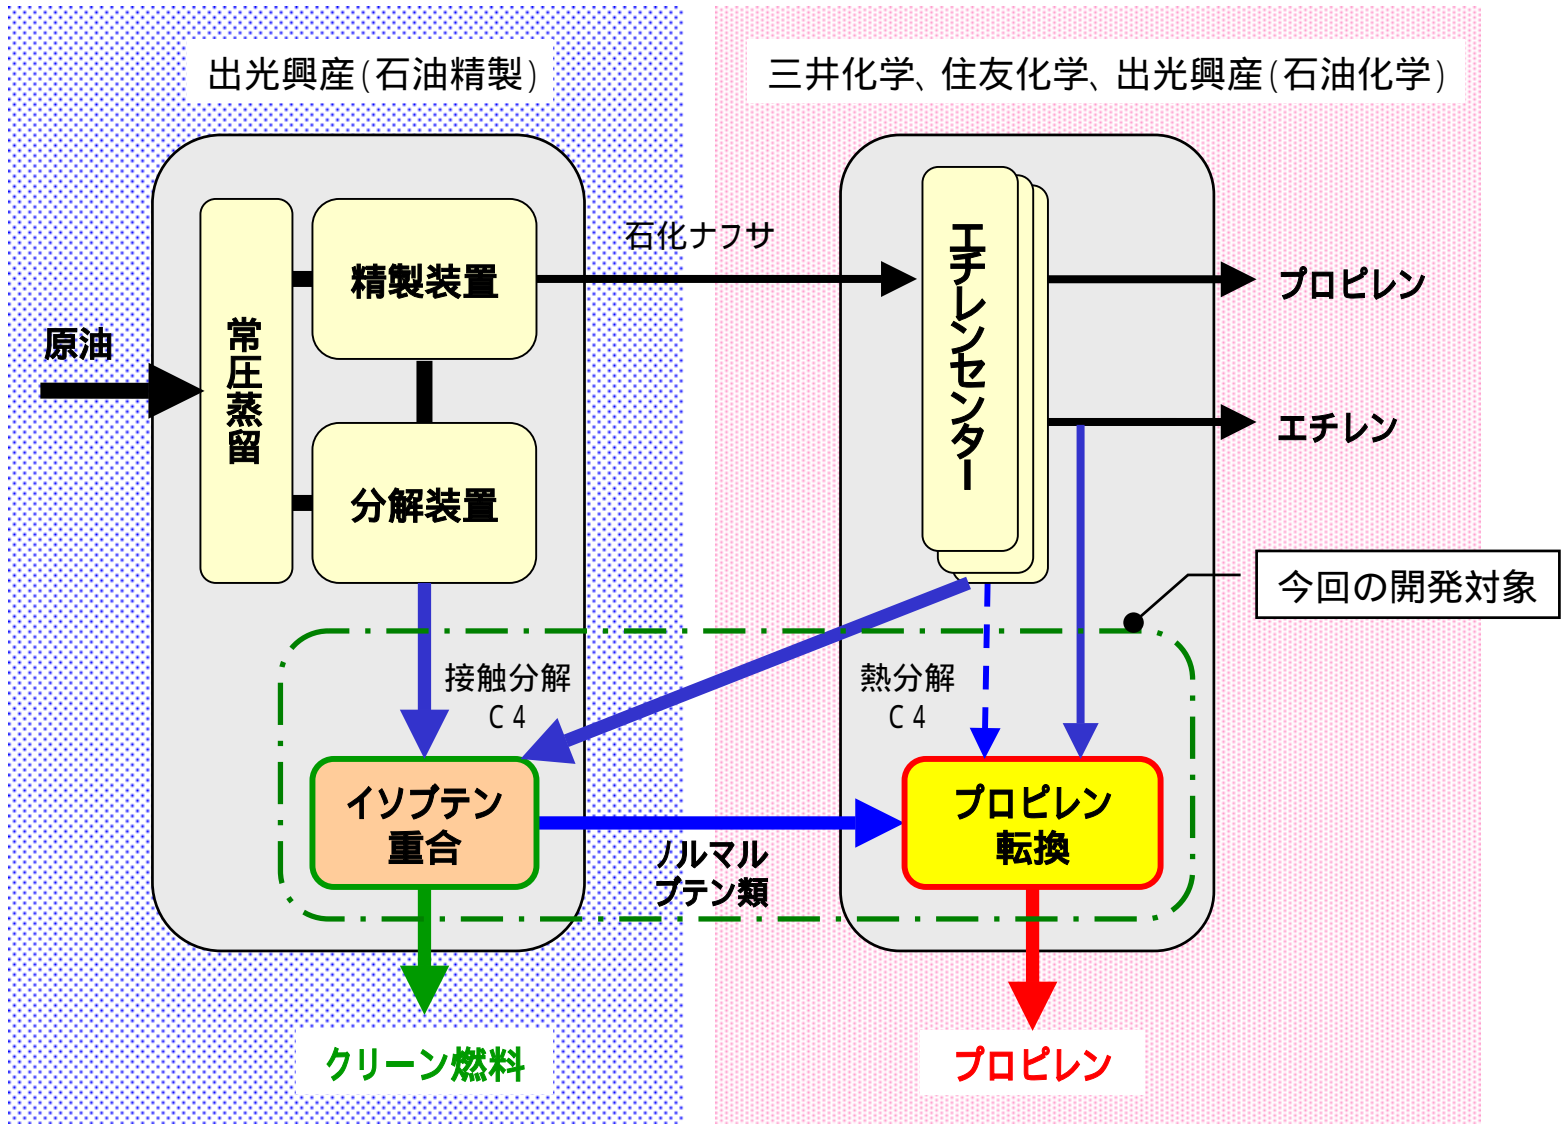 出光興産(石油精製)
三井化学、住友化学、出光興産(石油化学)
石化ナフサ
精製装置
エチレンセンター
プロピレン
原油
常圧蒸留
エチレン
分解装置
今回の開発対象
接触分解
C4
熱分解
C4
イソブテン
重合
プロピレン
転換
ノルマル
ブテン類
クリーン燃料
プロピレン